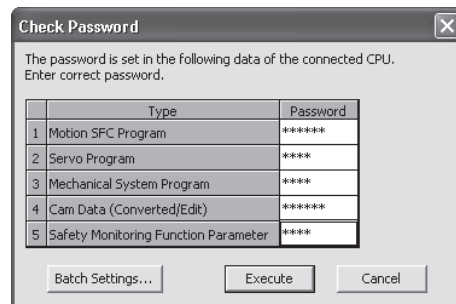 Check Password
The password is set in the following data of the connected CPU.
Enter correct password.
Type Password
1 Motion SFC Program ******
2 Servo Program ****
3 Mechanical System Program ****
4 Cam Data (Converted/Edit) ******
5 Safety Monitoring Function Parameter ****
Batch Settings... Execute Cancel